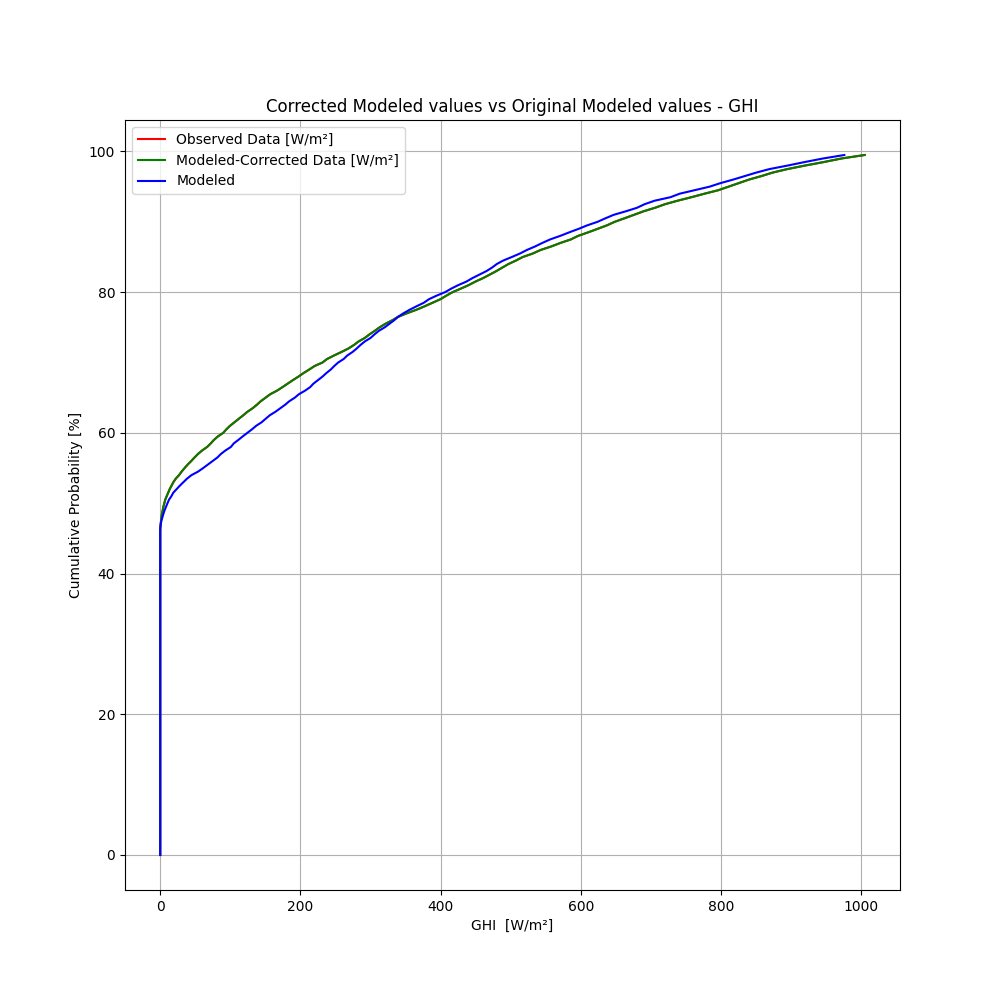 Corrected Modeled values vs Original Modeled values - GHI
Observed Data [W/m²]
Modeled-Corrected Data [W/m²]
Modeled
100
80
60
40
20
0
Cumulative Probability [%]
0 200 400 600 800 1000
GHI [W/m²]